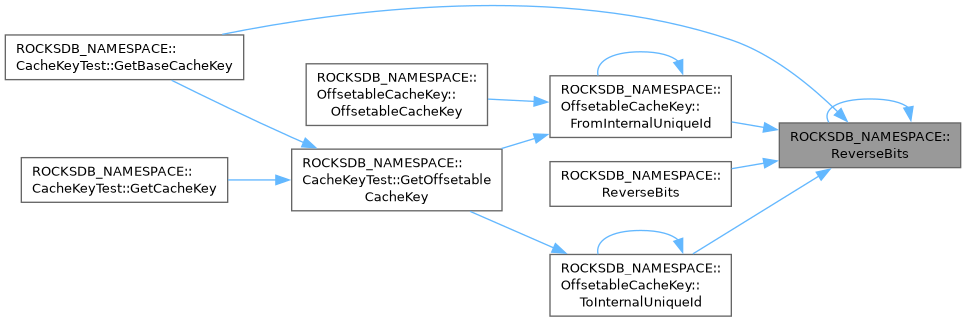 ROCKSDB_NAMESPACE::
CacheKeyTest::GetBaseCacheKey
ROCKSDB_NAMESPACE::
OffsetableCacheKey::
OffsetableCacheKey
ROCKSDB_NAMESPACE::
OffsetableCacheKey::
FromInternalUniqueId
ROCKSDB_NAMESPACE::
ReverseBits
ROCKSDB_NAMESPACE::
CacheKeyTest::GetCacheKey
ROCKSDB_NAMESPACE::
CacheKeyTest::GetOffsetable
CacheKey
ROCKSDB_NAMESPACE::
ReverseBits
ROCKSDB_NAMESPACE::
OffsetableCacheKey::
ToInternalUniqueId